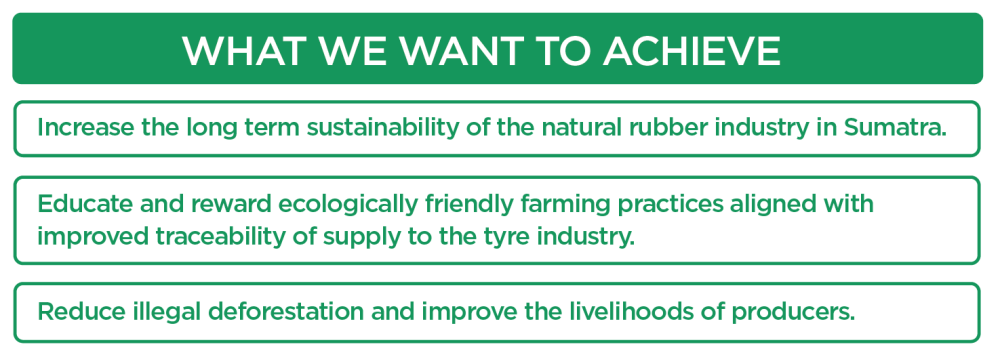 WHAT WE WANT TO ACHIEVE
Increase the long term sustainability of the natural rubber industry in Sumatra.
Educate and reward ecologically friendly farming practices aligned with
improved traceability of supply to the tyre industry.
Reduce illegal deforestation and improve the livelihoods of producers.